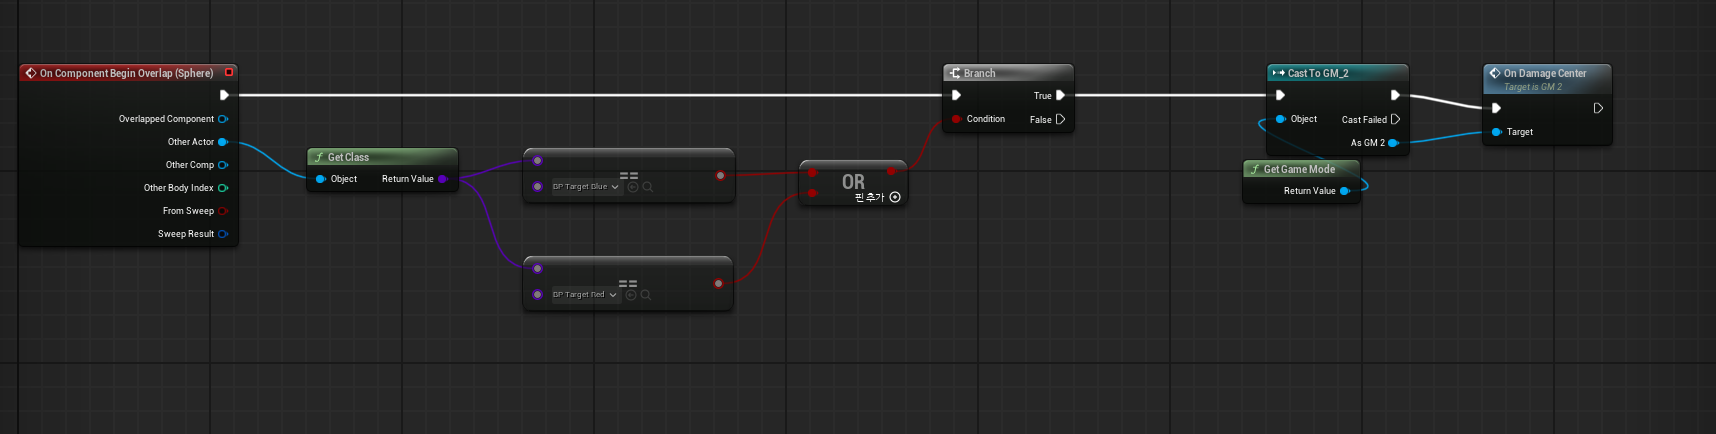 On Component Begin Overlap (Sphere)
Overlapped Component
Other Actor
Other Comp
Other Body Index
From Sweep
Sweep Result
Get Class
Object
Return Value
==
BP Target Blue
==
BP Target Red
OR
핀 추가
Branch
True
Condition
False
Cast To GM_2
Object
Cast Failed
As GM 2
Get Game Mode
Return Value
On Damage Center
Target is GM 2
Target